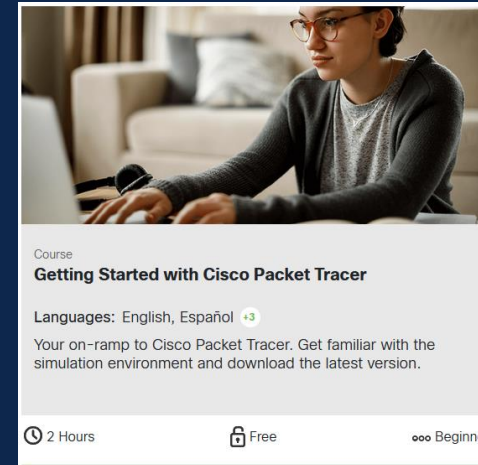 Course
Getting Started with Cisco Packet Tracer
Languages: English, Español +3
Your on-ramp to Cisco Packet Tracer. Get familiar with the
simulation environment and download the latest version.
2 Hours
Free
Beginn